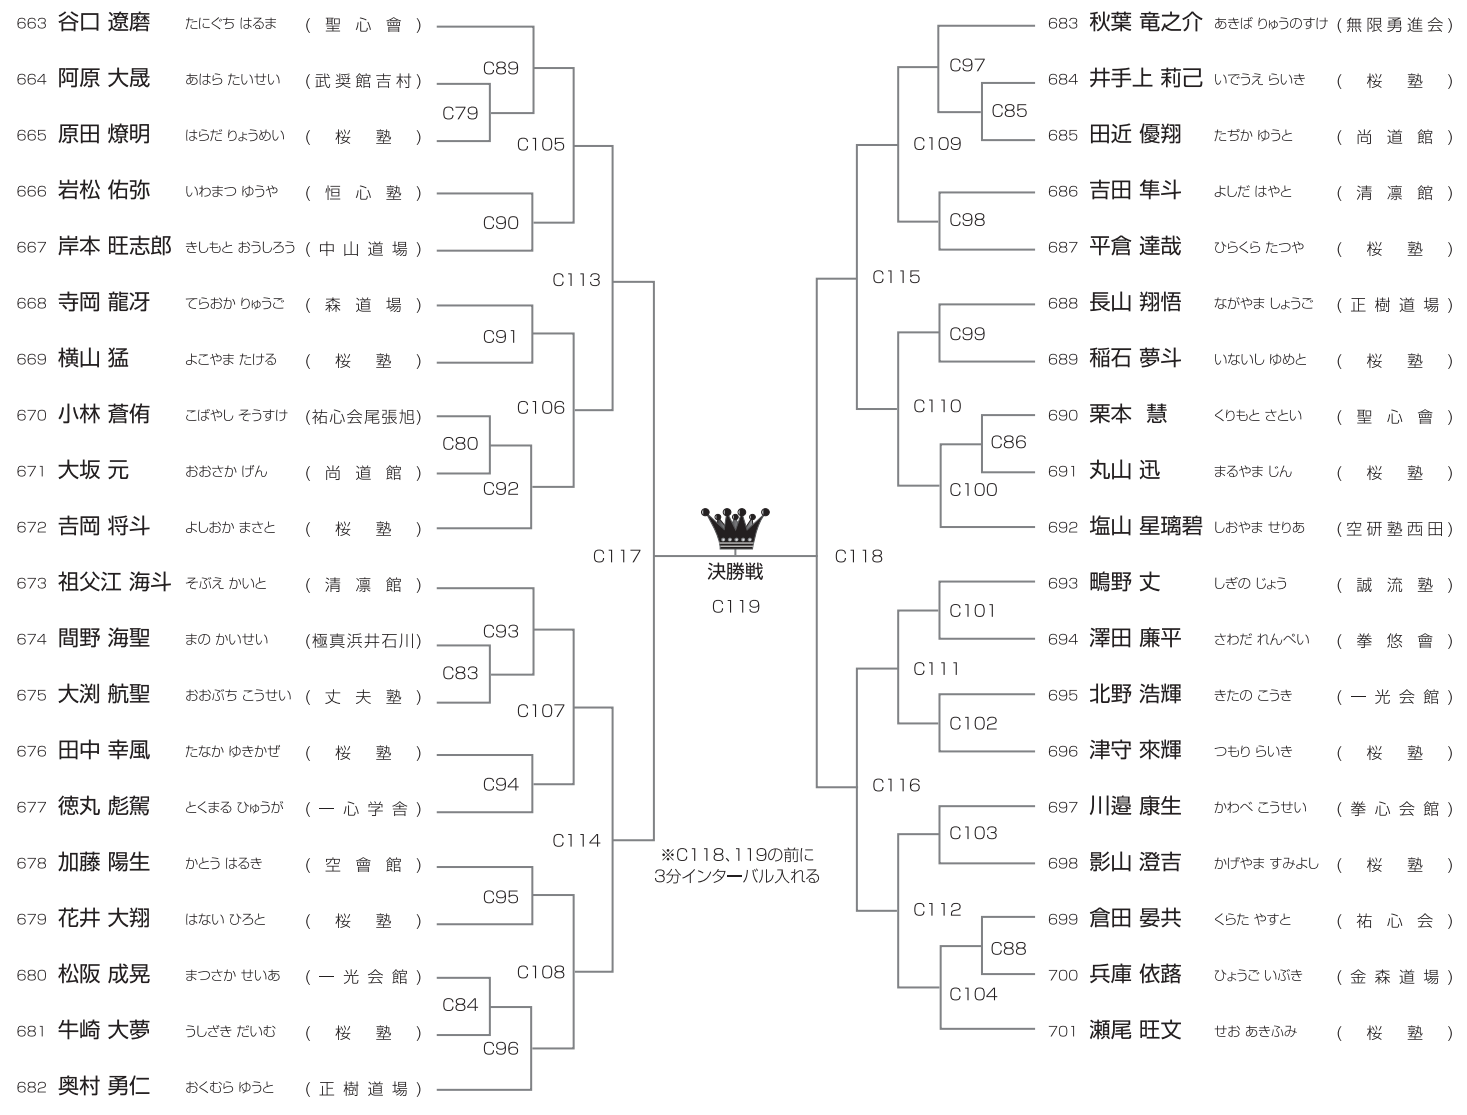 663 谷口 遼磨 たにぐち はるま (聖心會)
664 阿原 大晟 あはら たいせい (武奨館吉村)
665 原田 燎明 はらだ りょうめい (桜塾)
666 岩松 佑弥 いわまつ ゆうや (恒心塾)
667 岸本 旺志郎 きしもと おうしろう (中山道場)
668 寺岡 龍冴 てらおか りゅうご (森道場)
669 横山 猛 よこやま たける (桜塾)
670 小林 蒼侑 こばやし そうすけ (祐心会尾張旭)
671 大坂 元 おおさか げん (尚道館)
672 吉岡 将斗 よしおか まさと (桜塾)
673 祖父江 海斗 そぶえ かいと (清凛館)
674 間野 海聖 まの かいせい (極真浜井石川)
675 大渕 航聖 おおぶち こうせい (丈夫塾)
676 田中 幸風 たなか ゆきかぜ (桜塾)
677 徳丸 彪駕 とくまる ひゅうが (一心学舎)
678 加藤 陽生 かとう はるき (空會館)
679 花井 大翔 はない ひろと (桜塾)
680 松阪 成晃 まつさか せいあ (一光会館)
681 牛崎 大夢 うしざき だいむ (桜塾)
682 奥村 勇仁 おくむら ゆうと (正樹道場)
C89
C79
C105
C90
C113
C91
C106
C80
C92
C117
C93
C83
C107
C94
C114
C95
C108
C84
C96
決勝戦
C119
※C118、119の前に
3分インターバル入れる
C97
C85
C109
C98
C115
C99
C110
C86
C100
C118
C101
C111
C102
C116
C103
C112
C88
C104
683 秋葉 竜之介 あきば りゅうのすけ (無限勇進会)
684 井手上 莉己 いでうえ らいき (桜塾)
685 田近 優翔 たぢか ゆうと (尚道館)
686 吉田 隼斗 よしだ はやと (清凛館)
687 平倉 達哉 ひらくら たつや (桜塾)
688 長山 翔悟 ながやま しょうご (正樹道場)
689 稲石 夢斗 いないし ゆめと (桜塾)
690 栗本 慧 くりもと さとい (聖心會)
691 丸山 迅 まるやま じん (桜塾)
692 塩山 星璃碧 しおやま せりあ (空研塾西田)
693 鴫野 丈 しぎの じょう (誠流塾)
694 澤田 廉平 さわだ れんぺい (拳悠會)
695 北野 浩輝 きたの こうき (一光会館)
696 津守 來輝 つもり らいき (桜塾)
697 川邉 康生 かわべ こうせい (拳心会館)
698 影山 澄吉 かげやま すみよし (桜塾)
699 倉田 晏共 くらた やすと (祐心会)
700 兵庫 依蕗 ひょうご いぶき (金森道場)
701 瀬尾 旺文 せお あきふみ (桜塾)